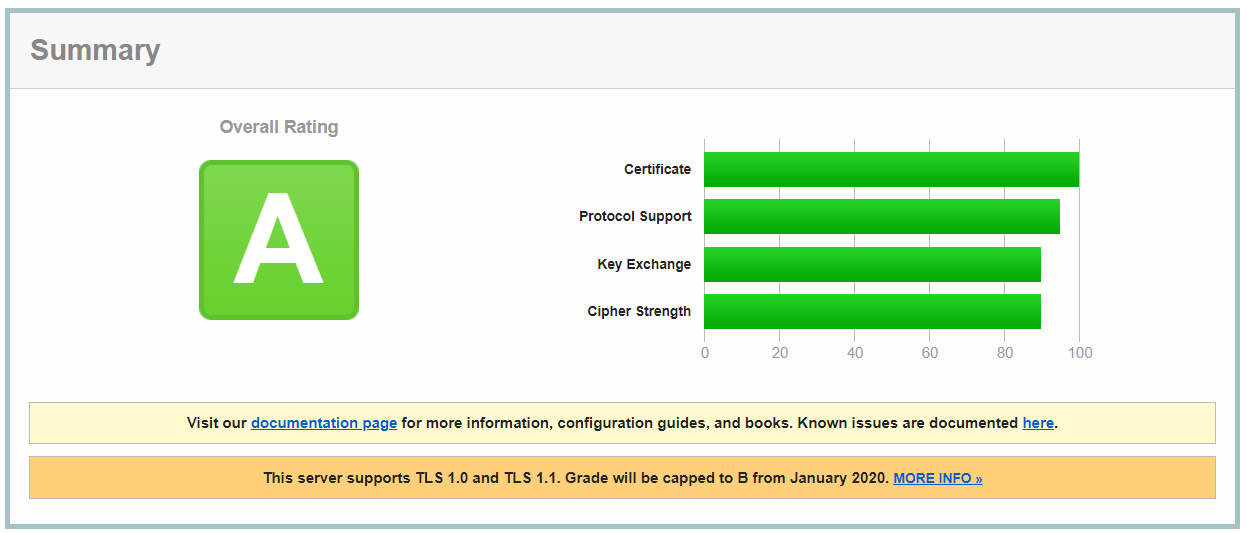 Summary
Overall Rating
A
Certificate
Protocol Support
Key Exchange
Cipher Strength
0 20 40 60 80 100
Visit our documentation page for more information, configuration guides, and books. Known issues are documented here.
This server supports TLS 1.0 and TLS 1.1. Grade will be capped to B from January 2020. MORE INFO »